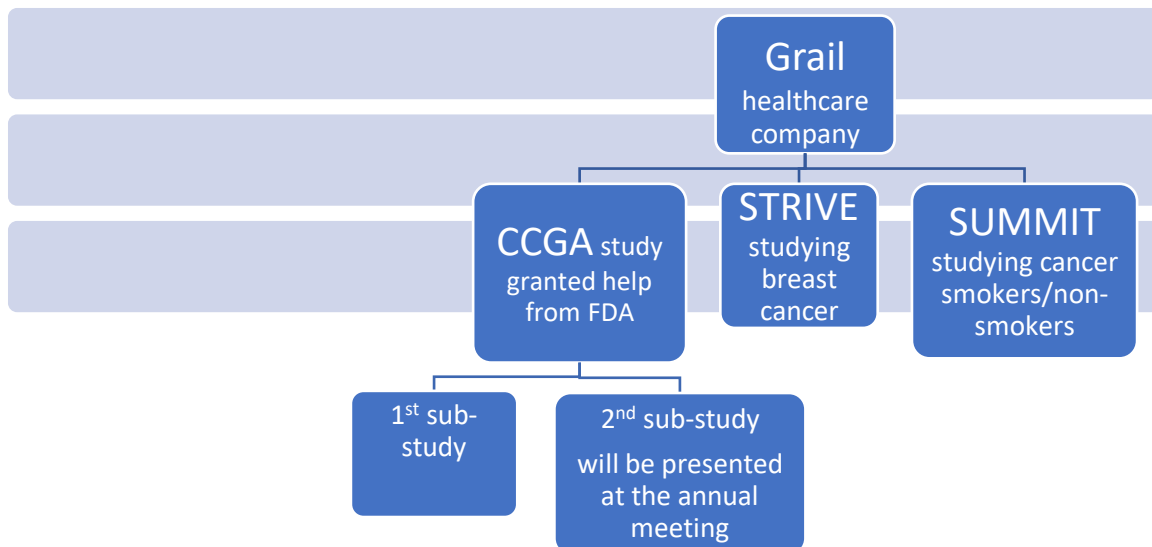 Grail
healthcare
company
CCGA study
granted help
from FDA
STRIVE
studying
breast
cancer
SUMMIT
studying cancer
smokers/non-
smokers
1st sub-
study
2nd sub-study
will be presented
at the annual
meeting